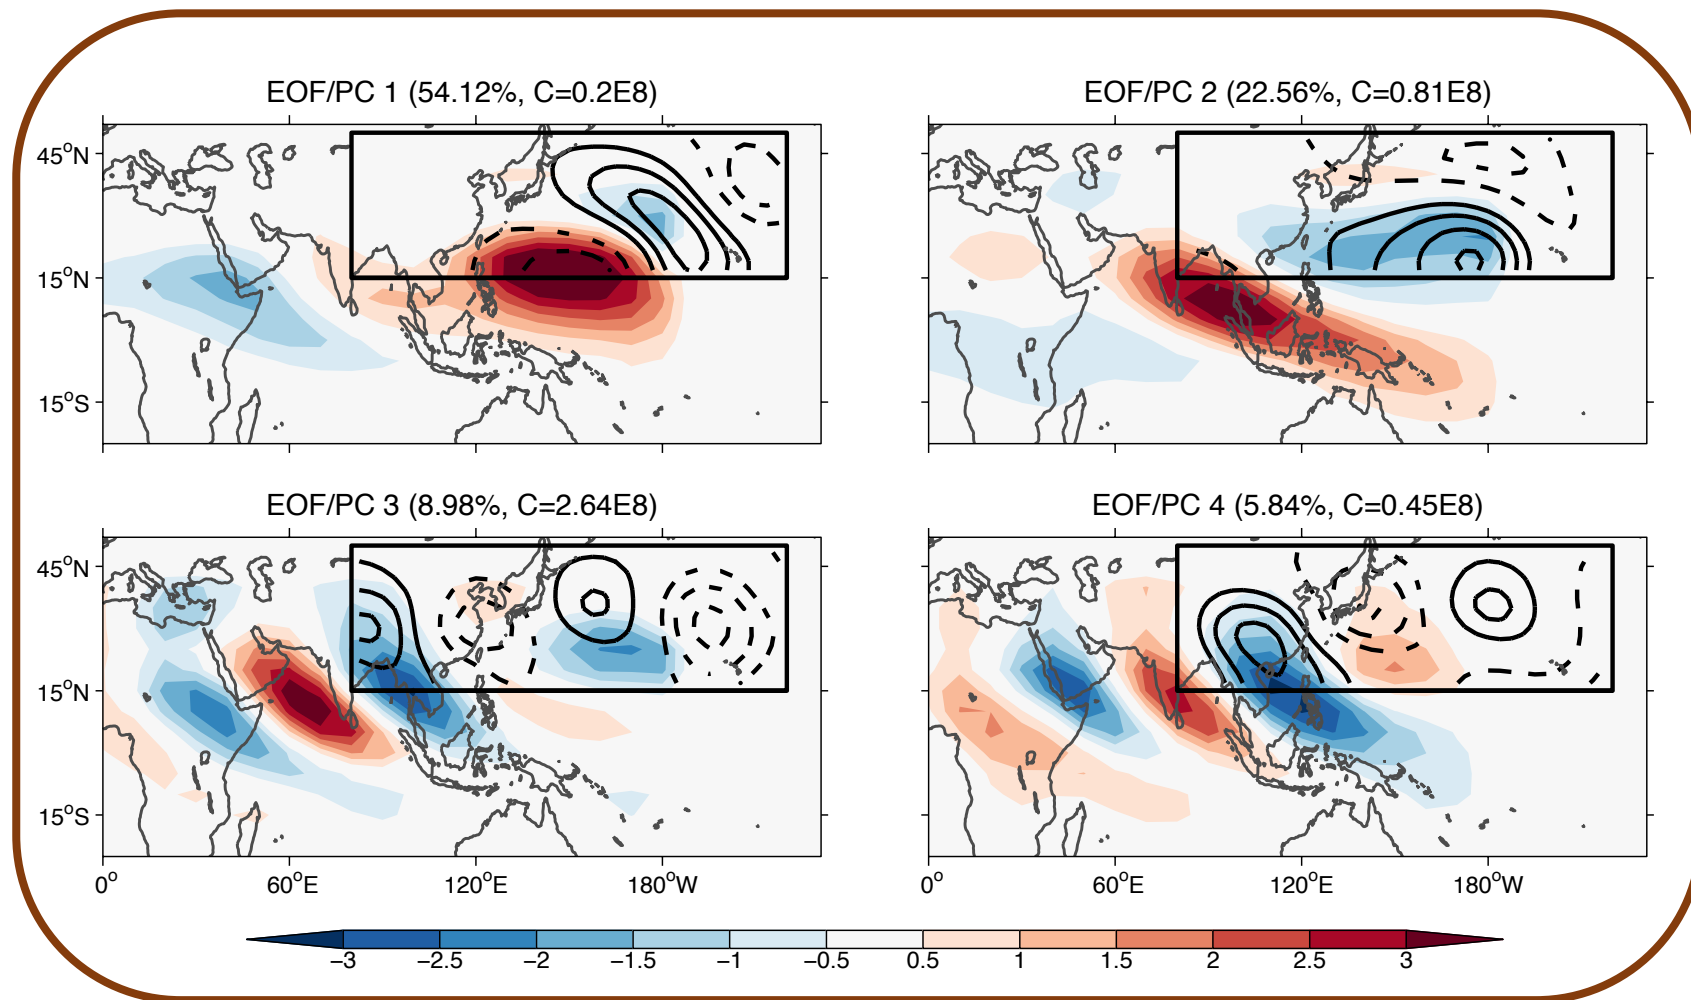 EOF/PC 1 (54.12%, C=0.2E8)
EOF/PC 2 (22.56%, C=0.81E8)
45°N
15°N
15°S
EOF/PC 3 (8.98%, C=2.64E8)
EOF/PC 4 (5.84%, C=0.45E8)
45°N
15°N
15°S
0° 60°E 120°E 180°W
0° 60°E 120°E 180°W
−3 −2.5 −2 −1.5 −1 −0.5 0.5 1 1.5 2 2.5 3